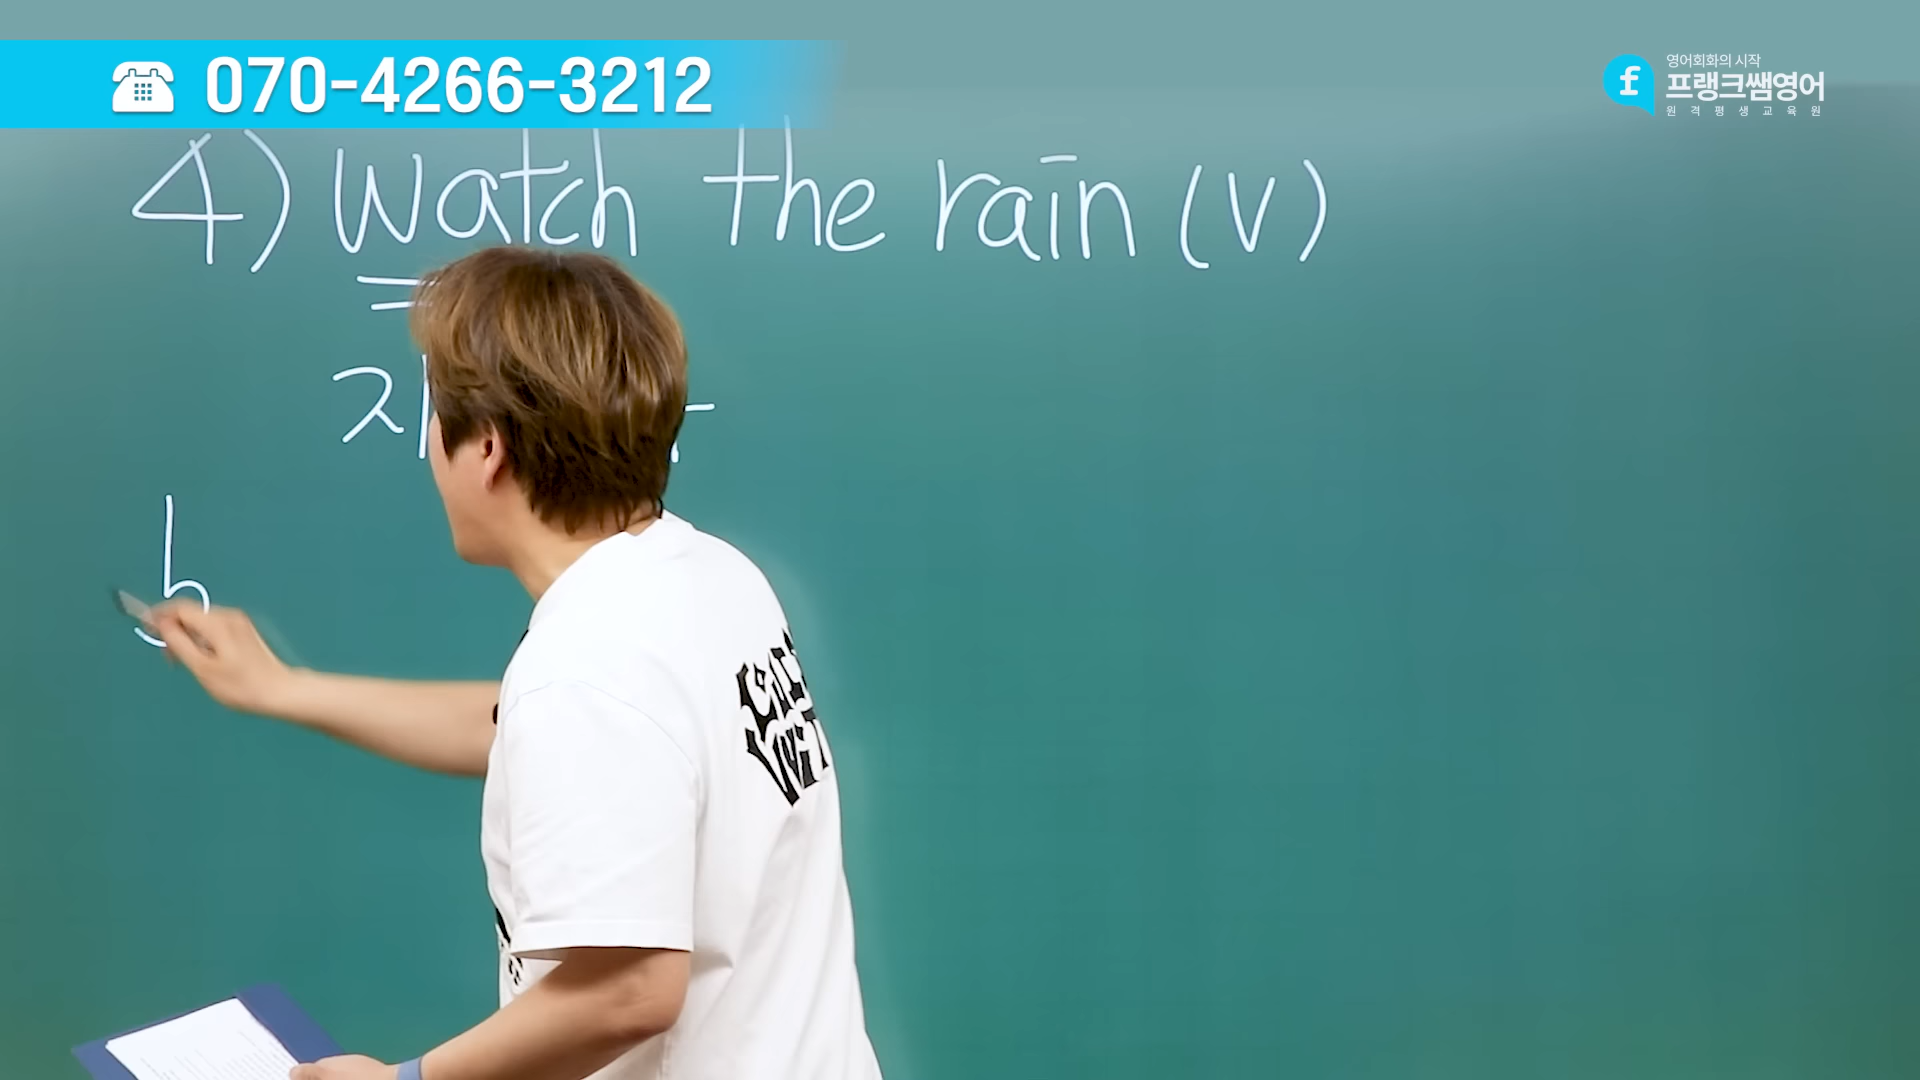 070-4266-3212
영어회화의 시작
프랭크쌤영어
원격평생교육원
4) Watch the rain (V)